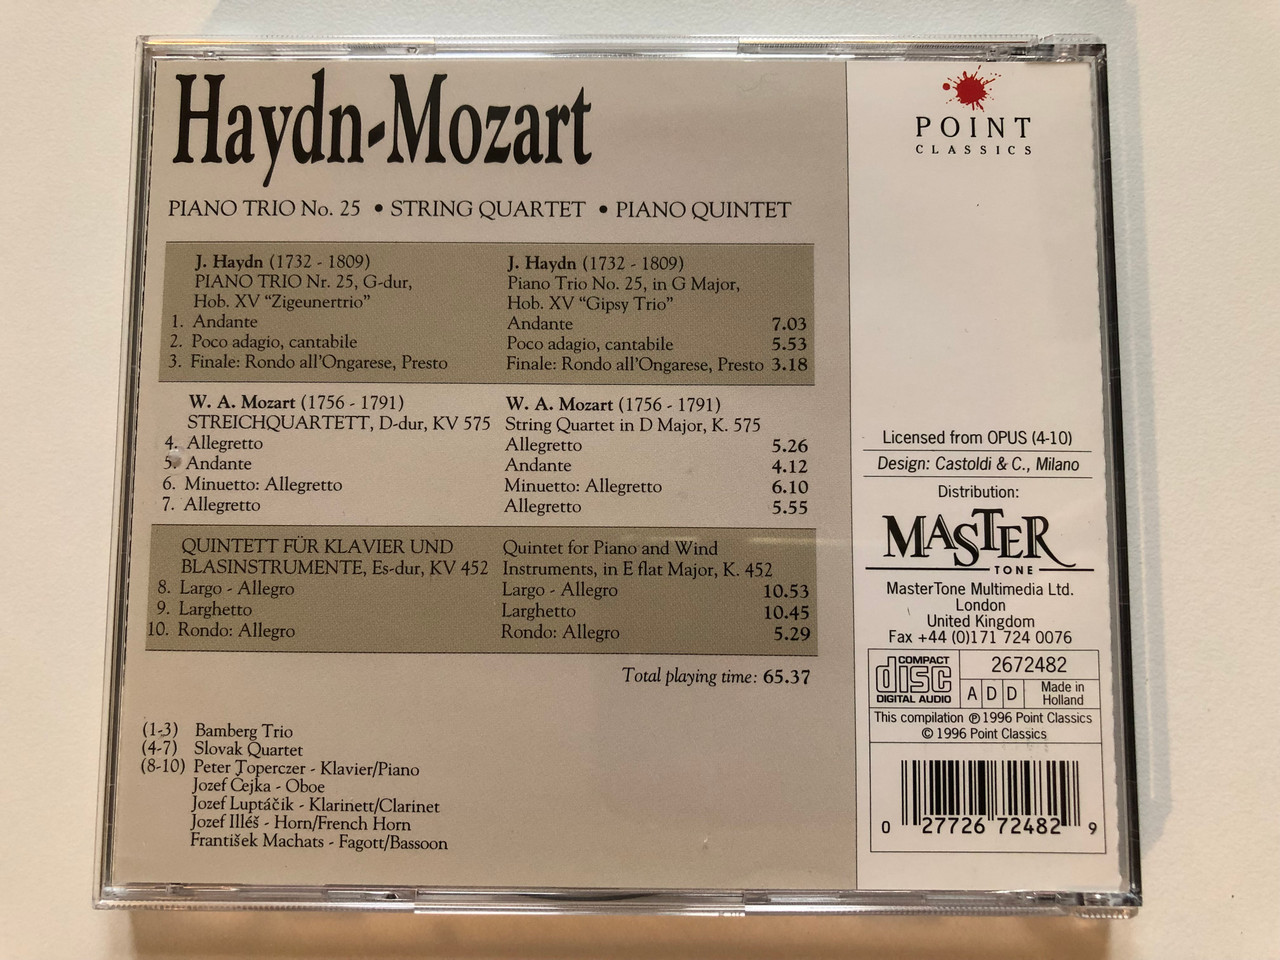 Haydn-Mozart
PIANO TRIO No. 25 • STRING QUARTET • PIANO QUINTET
J. Haydn (1732 - 1809)
PIANO TRIO Nr. 25, G-dur,
Hob. XV “Zigeunertrio”
1. Andante
2. Poco adagio, cantabile
3. Finale: Rondo all'Ongarese, Presto
J. Haydn (1732 - 1809)
Piano Trio No. 25, in G Major,
Hob. XV “Gipsy Trio”
Andante 7.03
Poco adagio, cantabile 5.53
Finale: Rondo all'Ongarese, Presto 3.18
W. A. Mozart (1756 - 1791)
STREICHQUARTETT, D-dur, KV 575
4. Allegretto
5. Andante
6. Minuetto: Allegretto
7. Allegretto
W. A. Mozart (1756 - 1791)
String Quartet in D Major, K. 575
Allegretto 5.26
Andante 4.12
Minuetto: Allegretto 6.10
Allegretto 5.55
QUINTETT FÜR KLAVIER UND
BLASINSTRUMENTE, Es-dur, KV 452
8. Largo - Allegro
9. Larghetto
10. Rondo: Allegro
Quintet for Piano and Wind
Instruments, in E flat Major, K. 452
Largo - Allegro 10.53
Larghetto 10.45
Rondo: Allegro 5.29
Total playing time: 65.37
(1-3) Bamberg Trio
(4-7) Slovak Quartet
(8-10) Peter Toperczer - Klavier/Piano
Jozef Čejka - Oboe
Jozef Luptáčik - Klarinett/Clarinet
Jozef Illéš - Horn/French Horn
František Machats - Fagott/Bassoon
POINT
CLASSICS
Licensed from OPUS (4-10)
Design: Castoldi & C., Milano
Distribution:
MASTER
TONE
MasterTone Multimedia Ltd.
London
United Kingdom
Fax +44 (0)171 724 0076
COMPACT
disc
DIGITAL AUDIO
2672482
A D D
Made in
Holland
This compilation ℗ 1996 Point Classics
© 1996 Point Classics
0 27726 72482 9